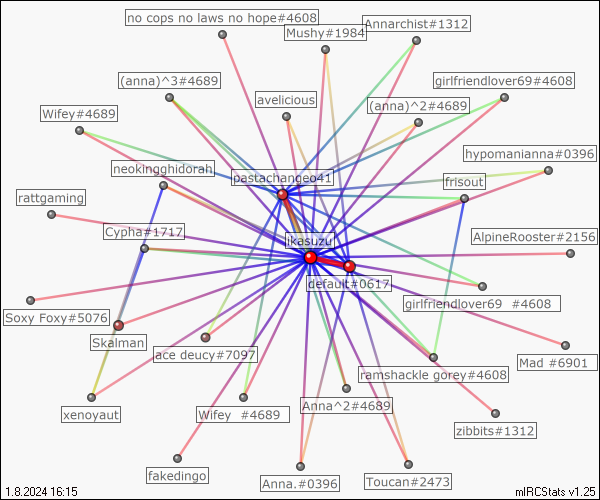 no cops no laws no hope#4608
Mushy#1984
Annarchist#1312
(anna)^3#4689
girlfriendlover69#4608
avelicious
(anna)^2#4689
Wifey#4689
hypomanianna#0396
neokingghidorah
pastachangeo41
frisout
rattgaming
Cypha#1717
jkasuzu
AlpineRooster#2156
default#0617
girlfriendlover69 #4608
Soxy Foxy#5076
Skalman
ace deucy#7097
Mad #6901
ramshackle gorey#4608
xenoyaut
Wifey #4689
Anna^2#4689
zibbits#1312
fakedingo
Anna.#0396
Toucan#2473
1.8.2024 16:15
mIRCStats v1.25